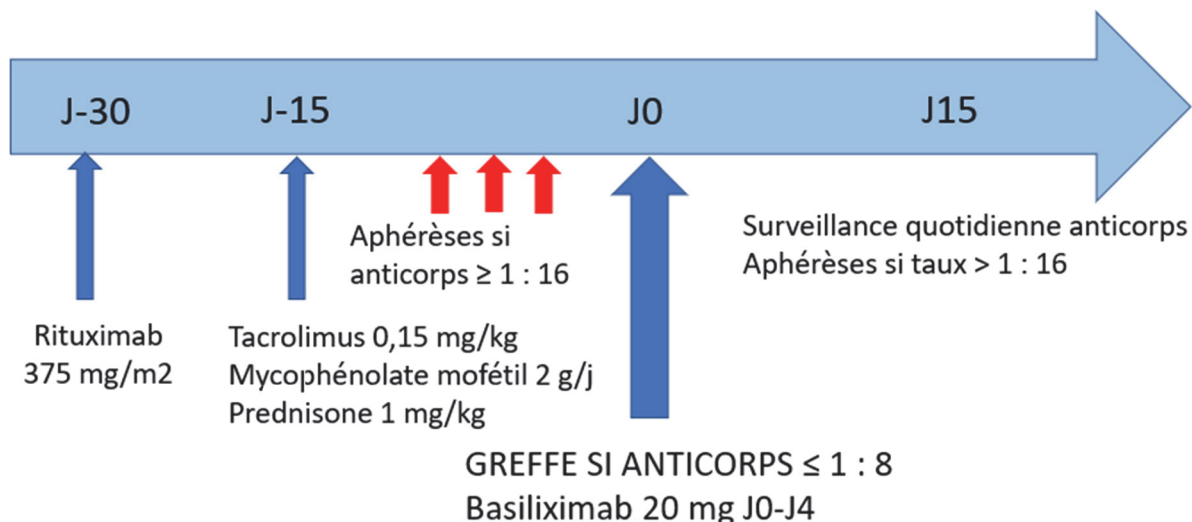 J-30
J-15
J0
J15
Aphérèses si
anticorps ≥ 1 : 16
Surveillance quotidienne anticorps
Aphérèses si taux > 1 : 16
Rituximab
375 mg/m2
Tacrolimus 0,15 mg/kg
Mycophénolate mofétil 2 g/j
Prednisone 1 mg/kg
GREFFE SI ANTICORPS ≤ 1 : 8
Basiliximab 20 mg J0-J4